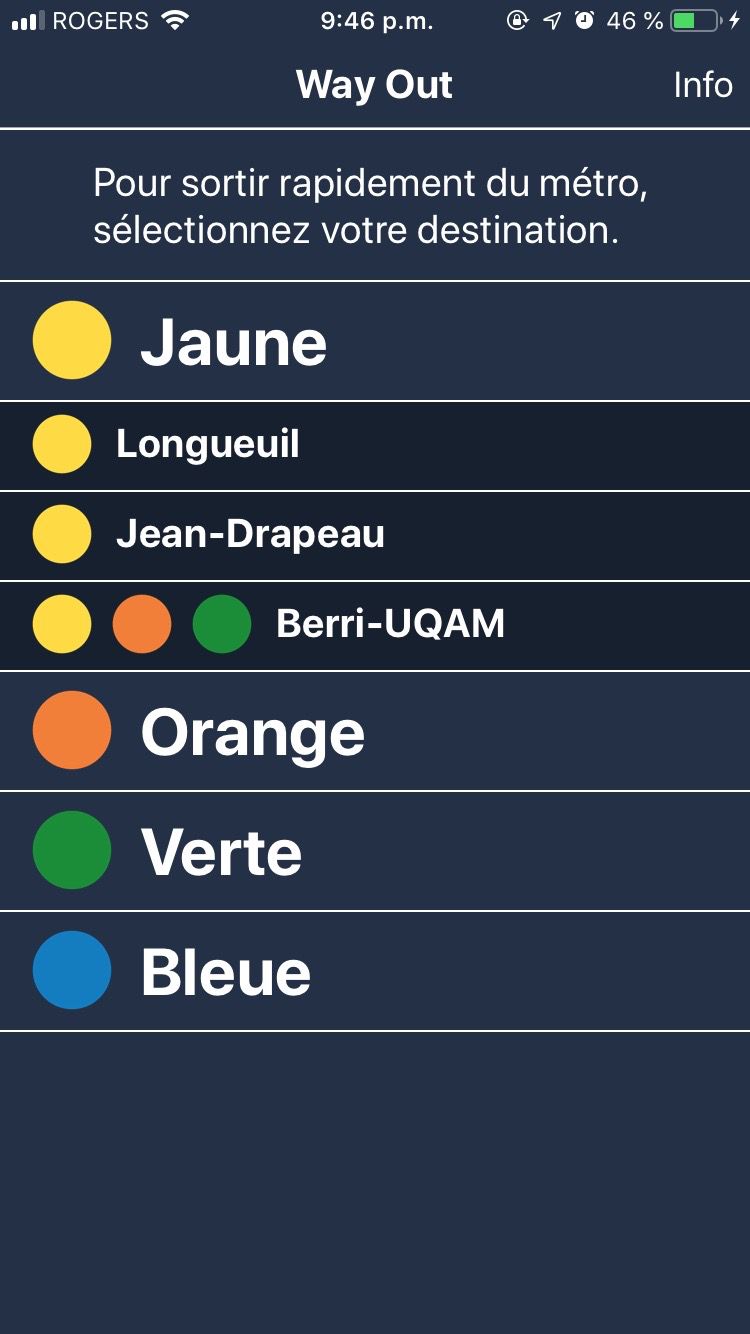 ROGERS 9:46 p.m. 46 %
Way Out Info
Pour sortir rapidement du métro,
sélectionnez votre destination.
Jaune
Longueuil
Jean-Drapeau
Berri-UQAM
Orange
Verte
Bleue